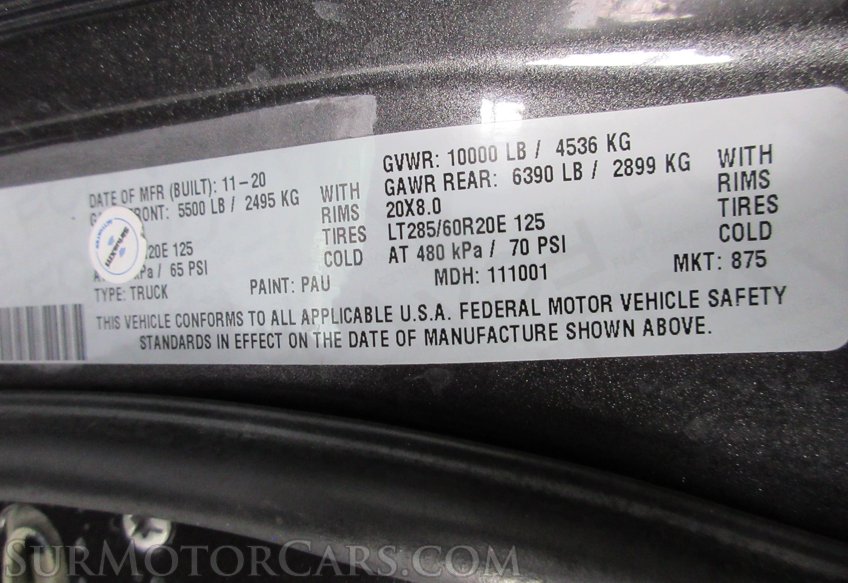 DATE OF MFR (BUILT): 11-20 GVWR: 10000 LB / 4536 KG
FRONT: 5500 LB / 2495 KG WITH GAWR REAR: 6390 LB / 2899 KG WITH
RIMS 20X8.0 RIMS
20E 125 TIRES LT285/60R20E 125 TIRES
/ 65 PSI COLD AT 480 kPa / 70 PSI COLD
TYPE: TRUCK PAINT: PAU MDH: 111001 MKT: 875
THIS VEHICLE CONFORMS TO ALL APPLICABLE U.S.A. FEDERAL MOTOR VEHICLE SAFETY
STANDARDS IN EFFECT ON THE DATE OF MANUFACTURE SHOWN ABOVE.
SURMOTORCARS.COM